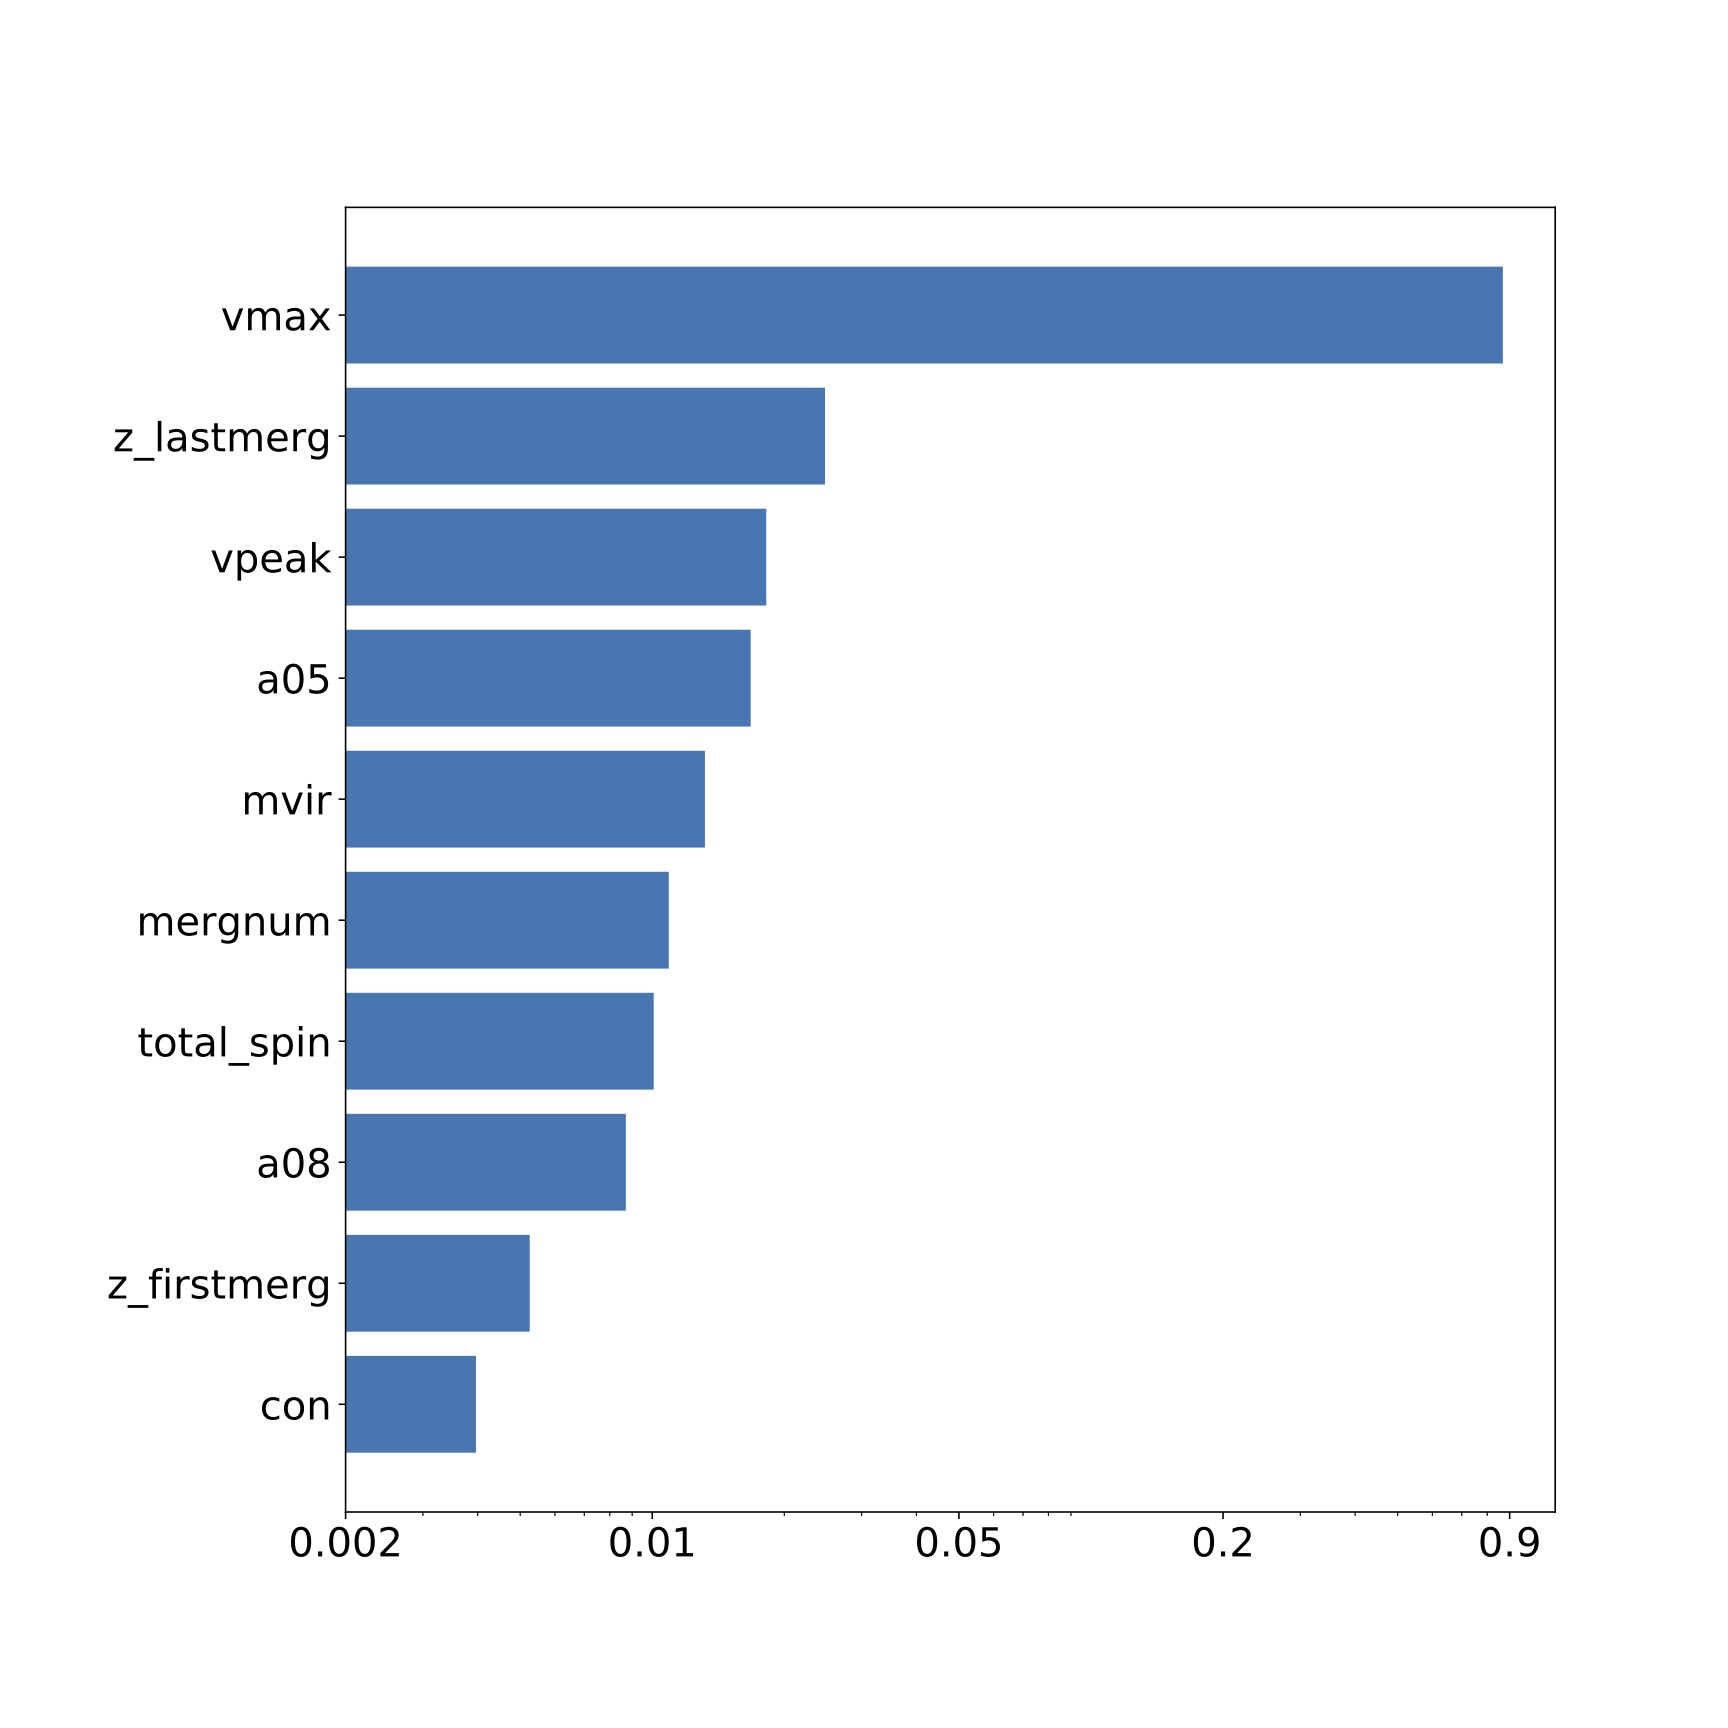 vmax
z_lastmerg
vpeak
a05
mvir
mergnum
total_spin
a08
z_firstmerg
con
0.002 0.01 0.05 0.2 0.9